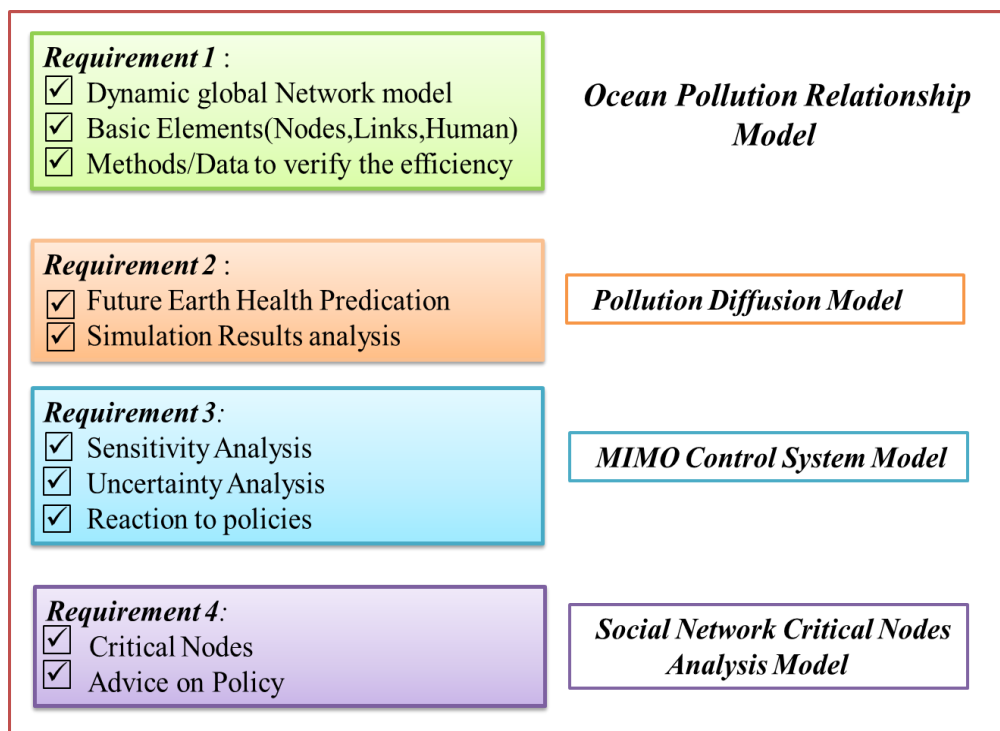 Requirement 1 :
Dynamic global Network model
Basic Elements(Nodes,Links,Human)
Methods/Data to verify the efficiency
Ocean Pollution Relationship
Model
Requirement 2 :
Future Earth Health Predication
Simulation Results analysis
Pollution Diffusion Model
Requirement 3:
Sensitivity Analysis
Uncertainty Analysis
Reaction to policies
MIMO Control System Model
Requirement 4:
Critical Nodes
Advice on Policy
Social Network Critical Nodes
Analysis Model